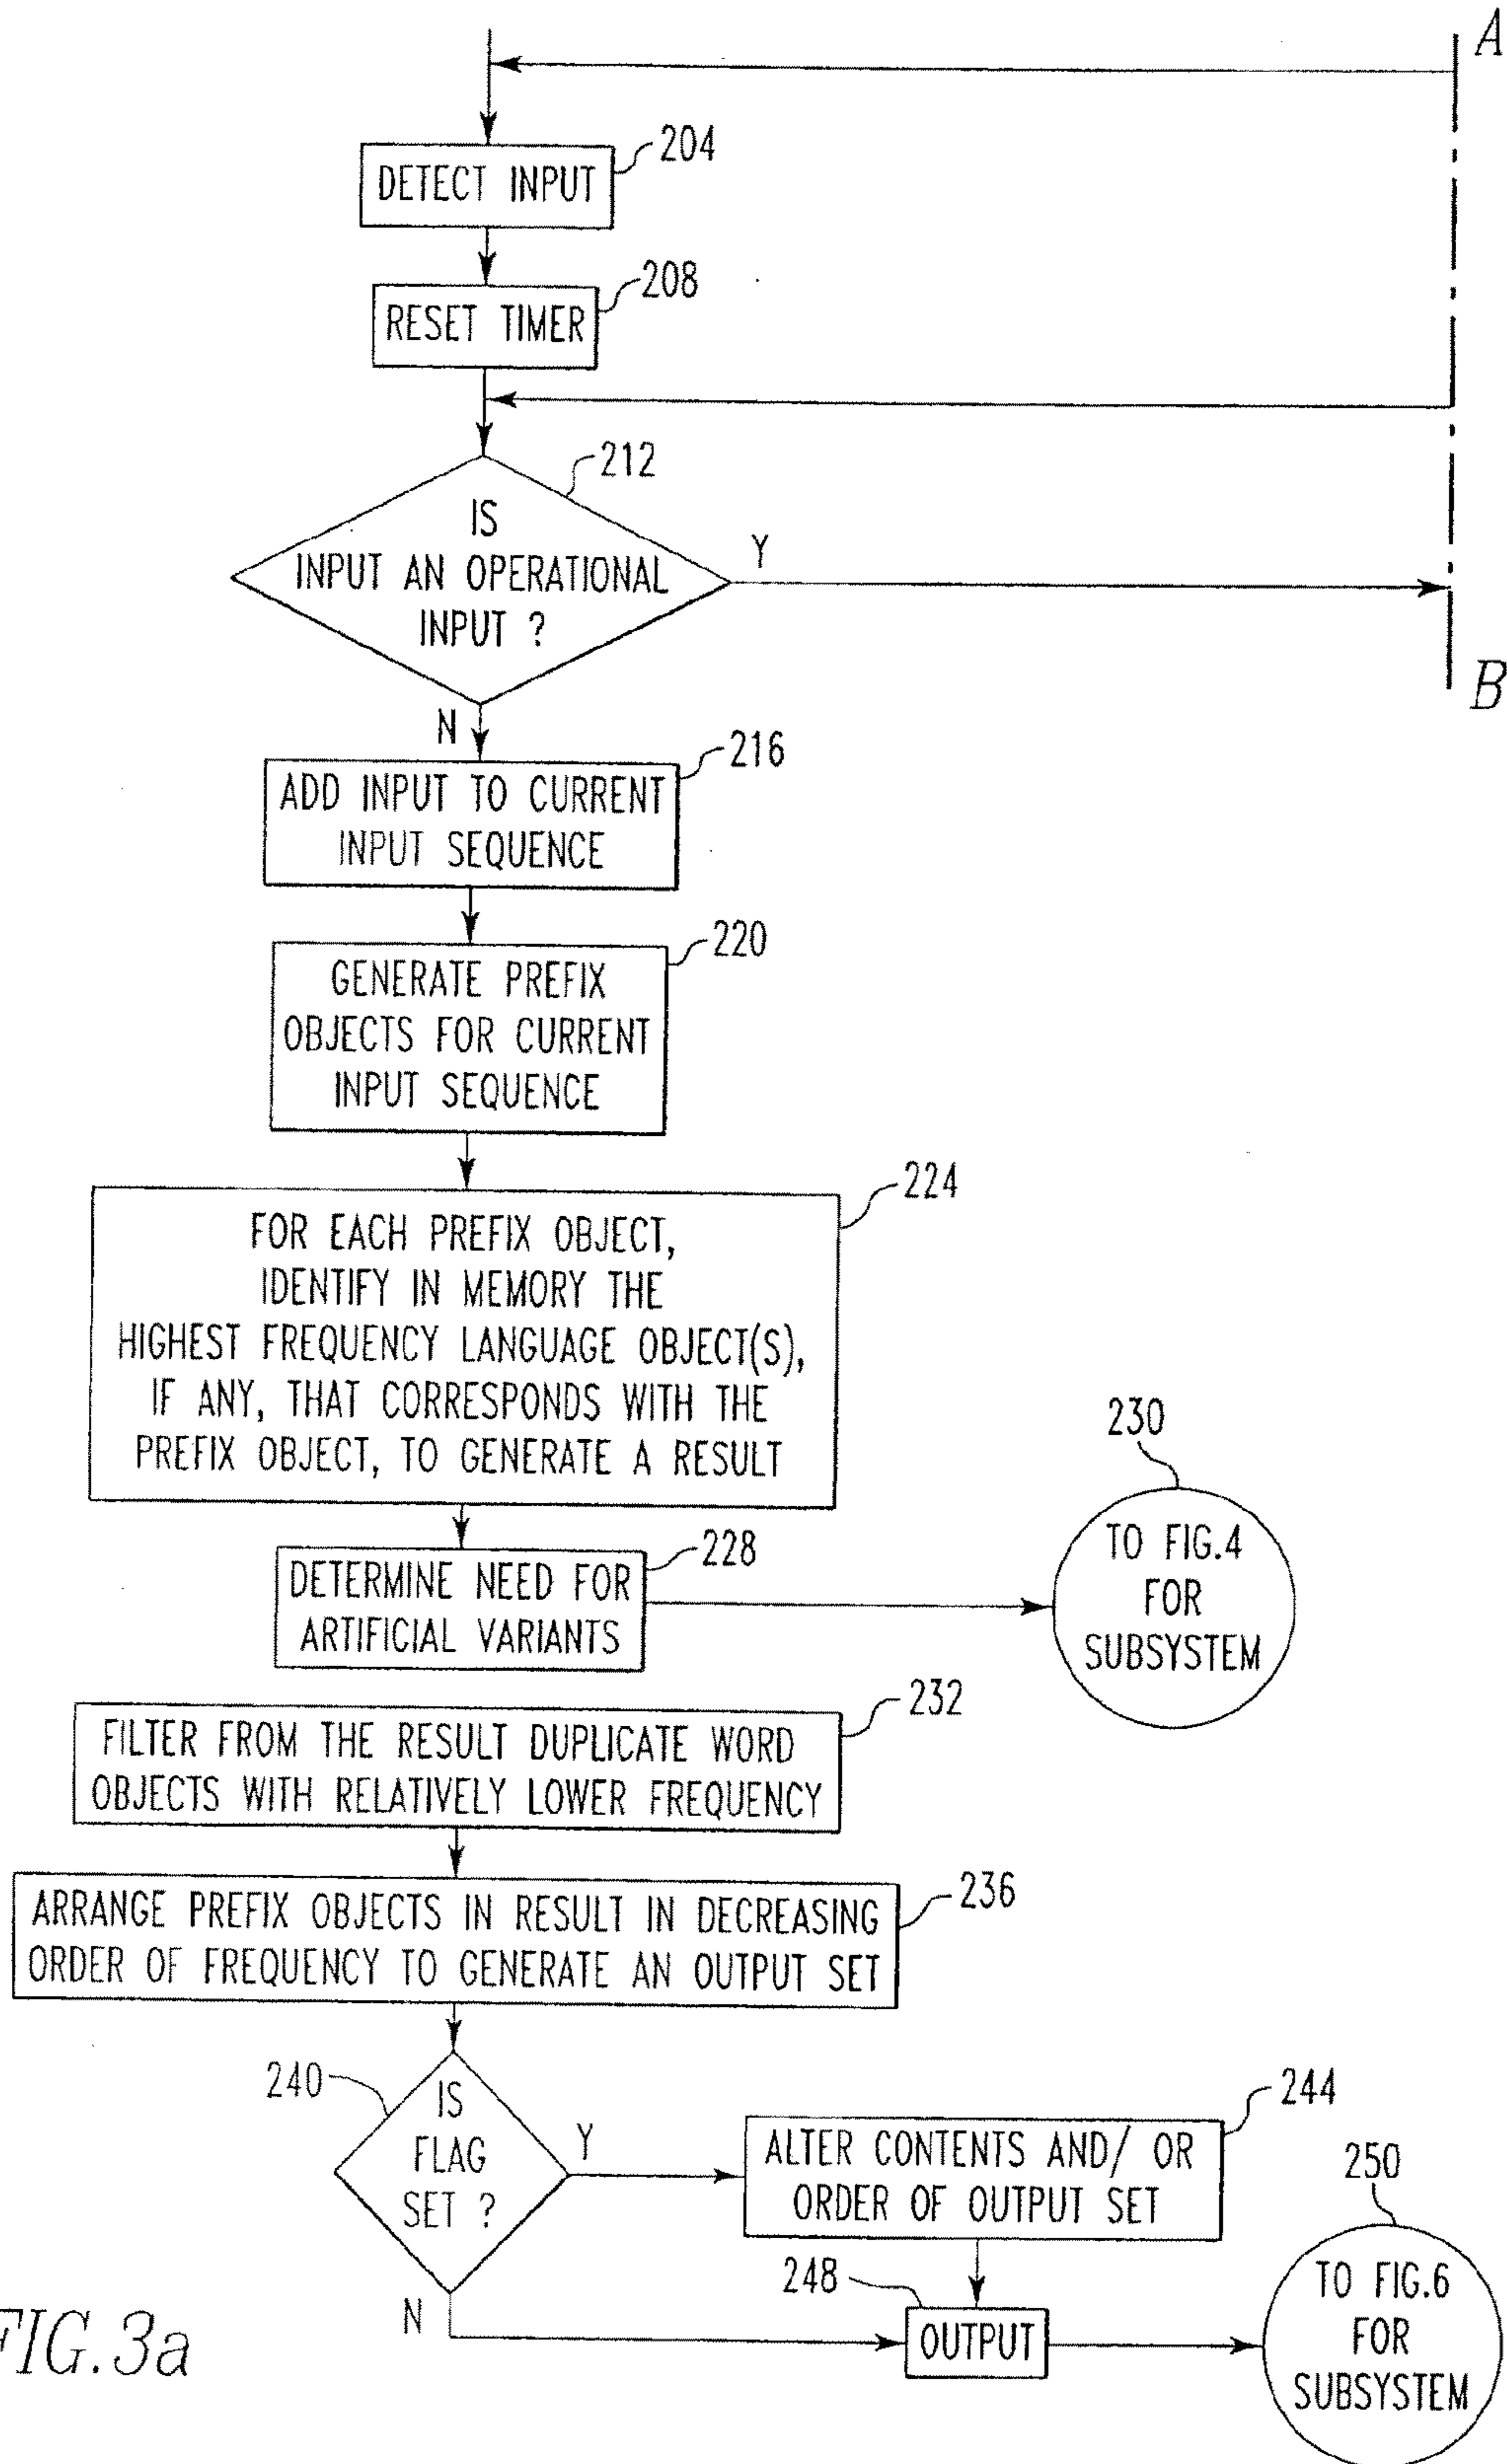 A
204
DETECT INPUT
208
RESET TIMER
212
IS
INPUT AN OPERATIONAL
INPUT ?
Y
B
N
216
ADD INPUT TO CURRENT
INPUT SEQUENCE
220
GENERATE PREFIX
OBJECTS FOR CURRENT
INPUT SEQUENCE
224
FOR EACH PREFIX OBJECT,
IDENTIFY IN MEMORY THE
HIGHEST FREQUENCY LANGUAGE OBJECT(S),
IF ANY, THAT CORRESPONDS WITH THE
PREFIX OBJECT, TO GENERATE A RESULT
228
DETERMINE NEED FOR
ARTIFICIAL VARIANTS
230
TO FIG.4
FOR
SUBSYSTEM
232
FILTER FROM THE RESULT DUPLICATE WORD
OBJECTS WITH RELATIVELY LOWER FREQUENCY
236
ARRANGE PREFIX OBJECTS IN RESULT IN DECREASING
ORDER OF FREQUENCY TO GENERATE AN OUTPUT SET
240
IS
FLAG
SET ?
Y
N
244
ALTER CONTENTS AND/ OR
ORDER OF OUTPUT SET
248
OUTPUT
250
TO FIG.6
FOR
SUBSYSTEM
FIG.3a